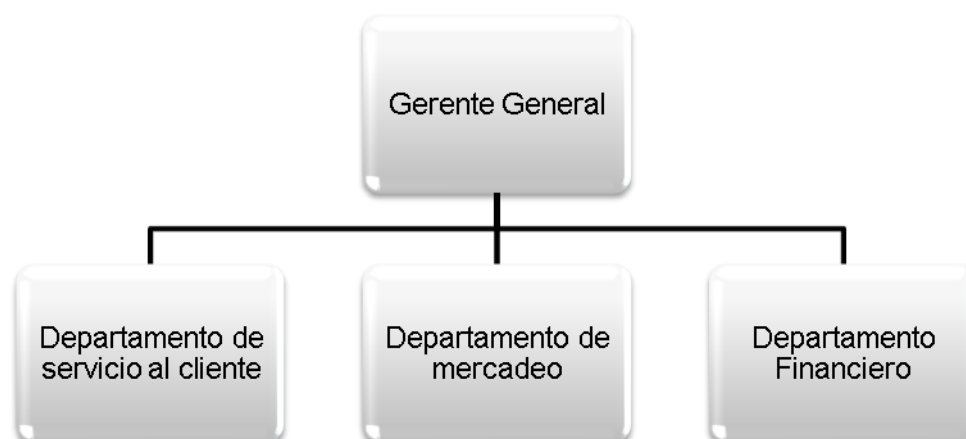 Gerente General
Departamento de
servicio al cliente
Departamento de
mercadeo
Departamento
Financiero